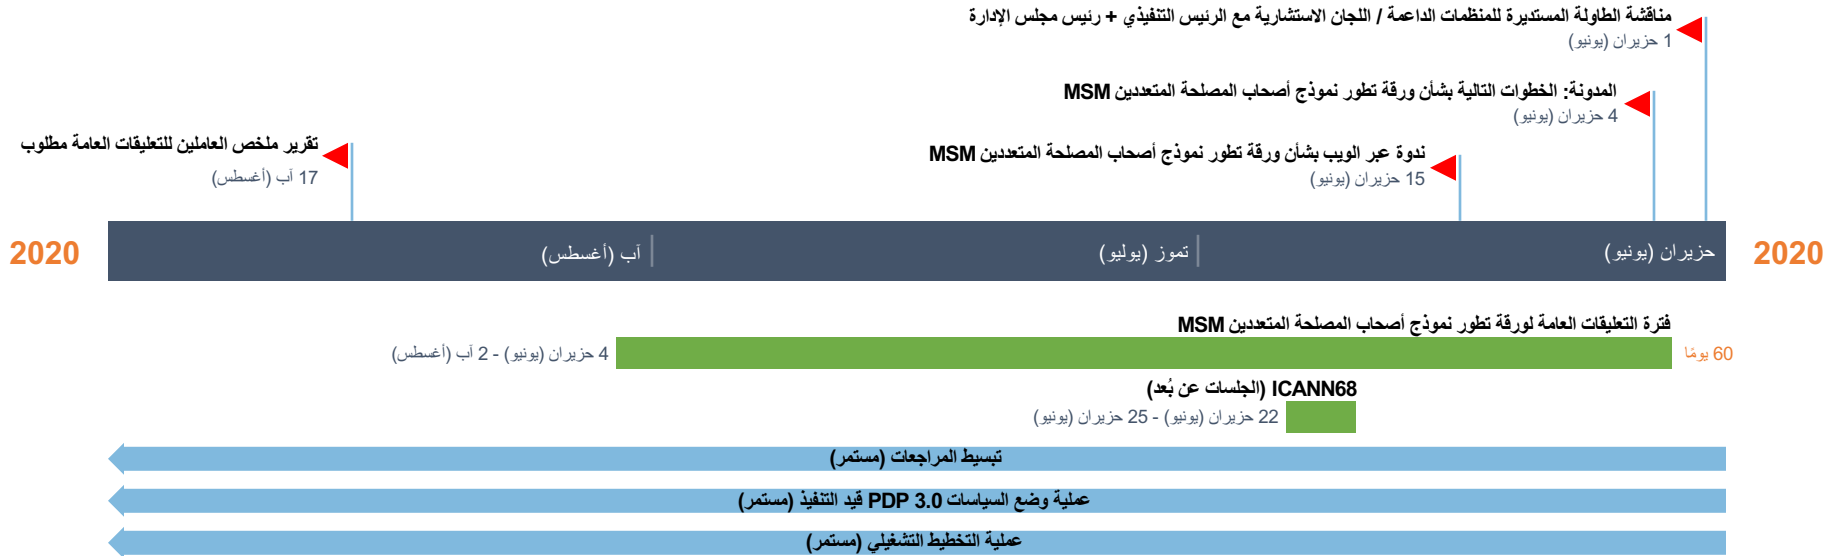 مناقشة الطاولة المستديرة للمنظمات الداعمة / اللجان الاستشارية مع الرئيس التنفيذي + رئيس مجلس الإدارة
1 حزيران (يونيو)
المدونة: الخطوات التالية بشأن ورقة تطور نموذج أصحاب المصلحة المتعددين MSM
4 حزيران (يونيو)
ندوة عبر الويب بشأن ورقة تطور نموذج أصحاب المصلحة المتعددين MSM
15 حزيران (يونيو)
تقرير ملخص العاملين للتعليقات العامة مطلوب
17 آب (أغسطس)
2020
حزيران (يونيو)
تموز (يوليو)
آب (أغسطس)
2020
فترة التعليقات العامة لورقة تطور نموذج أصحاب المصلحة المتعددين MSM
60 يومًا
4 حزيران (يونيو) - 2 آب (أغسطس)
ICANN68 (الجلسات عن بُعد)
22 حزيران (يونيو) - 25 حزيران (يونيو)
تبسيط المراجعات (مستمر)
عملية وضع السياسات PDP 3.0 قيد التنفيذ (مستمر)
عملية التخطيط التشغيلي (مستمر)